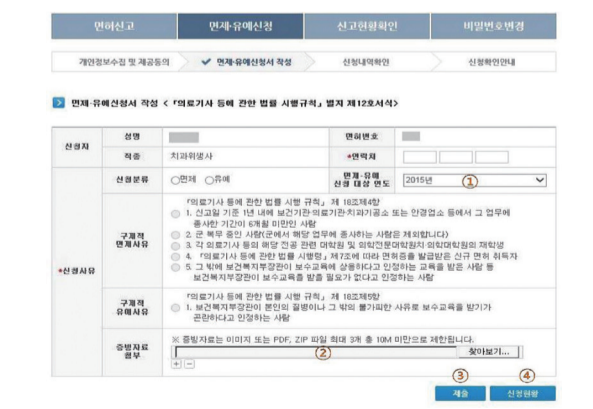 면허신고
면제·유예신청
신고현황확인
비밀번호변경
개인정보수집 및 제공동의
면제·유예신청서 작성
신청내역확인
신청확인안내
면제·유예신청서 작성 < 『의료기사 등에 관한 법률 시행규칙』 별지 제12호서식>
신청자
성명
면허번호
직종
치과위생사
*연락처
*신청사유
신청분류
면제 유예
면제·유예
신청 대상 연도
2015년
①
구체적
면제사유
『의료기사 등에 관한 법률 시행 규칙』 제 18조제4항
1. 신고일 기준 1년 내에 보건기관·의료기관·치과기공소 또는 안경업소 등에서 그 업무에
종사한 기간이 6개월 미만인 사람
2. 군 복무 중인 사람(군에서 해당 업무에 종사하는 사람은 제외합니다)
3. 각 의료기사 등의 해당 전공 관련 대학원 및 의학전문대학원·치의학대학원의 재학생
4. 『의료기사 등에 관한 법률 시행령』 제7조에 따라 면허증을 발급받은 신규 면허 취득자
5. 그 밖에 보건복지부장관이 보수교육에 상응하다고 인정하는 교육을 받은 사람 등
보건복지부장관이 보수교육을 받을 필요가 없다고 인정하는 사람
구체적
유예사유
『의료기사 등에 관한 법률 시행 규칙』 제 18조제5항
1. 보건복지부장관이 본인의 질병이나 그 밖의 불가피한 사유로 보수교육을 받기가
곤란하다고 인정하는 사람
증빙자료
첨부
※ 증빙자료는 이미지 또는 PDF, ZIP 파일 최대 3개 총 10M 미만으로 제한됩니다.
②
찾아보기...
+ −
③ ④
제출
신청현황